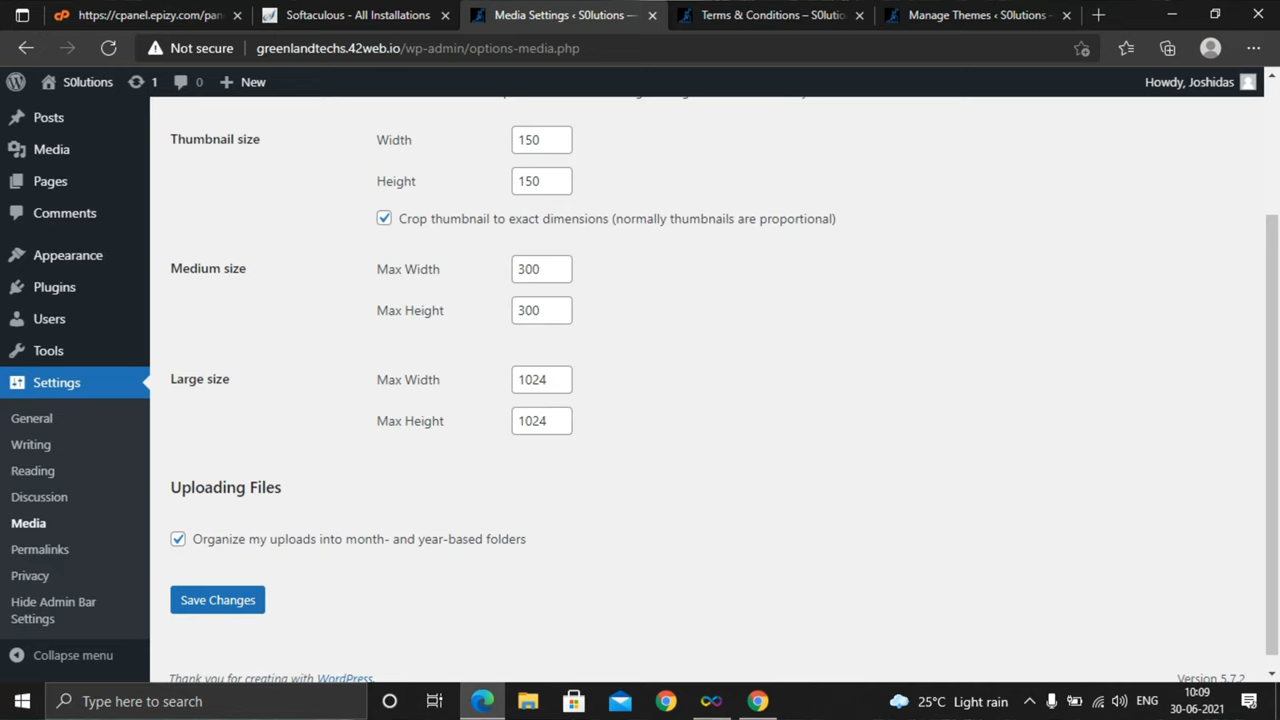 https://cpanel.epizy.com/pan
Softaculous - All Installations
Media Settings ‹ S0lutions —
Terms & Conditions – S0lutio
Manage Themes ‹ S0lutions -
Not secure
greenlandtechs.42web.io/wp-admin/options-media.php
S0lutions
1
0
New
Howdy, Joshidas
Posts
Media
Pages
Comments
Appearance
Plugins
Users
Tools
Settings
General
Writing
Reading
Discussion
Media
Permalinks
Privacy
Hide Admin Bar
Settings
Collapse menu
Thumbnail size
Width
150
Height
150
Crop thumbnail to exact dimensions (normally thumbnails are proportional)
Medium size
Max Width
300
Max Height
300
Large size
Max Width
1024
Max Height
1024
Uploading Files
Organize my uploads into month- and year-based folders
Save Changes
Thank you for creating with WordPress.
Version 5.7.2
Type here to search
25°C Light rain
ENG
10:09
30-06-2021